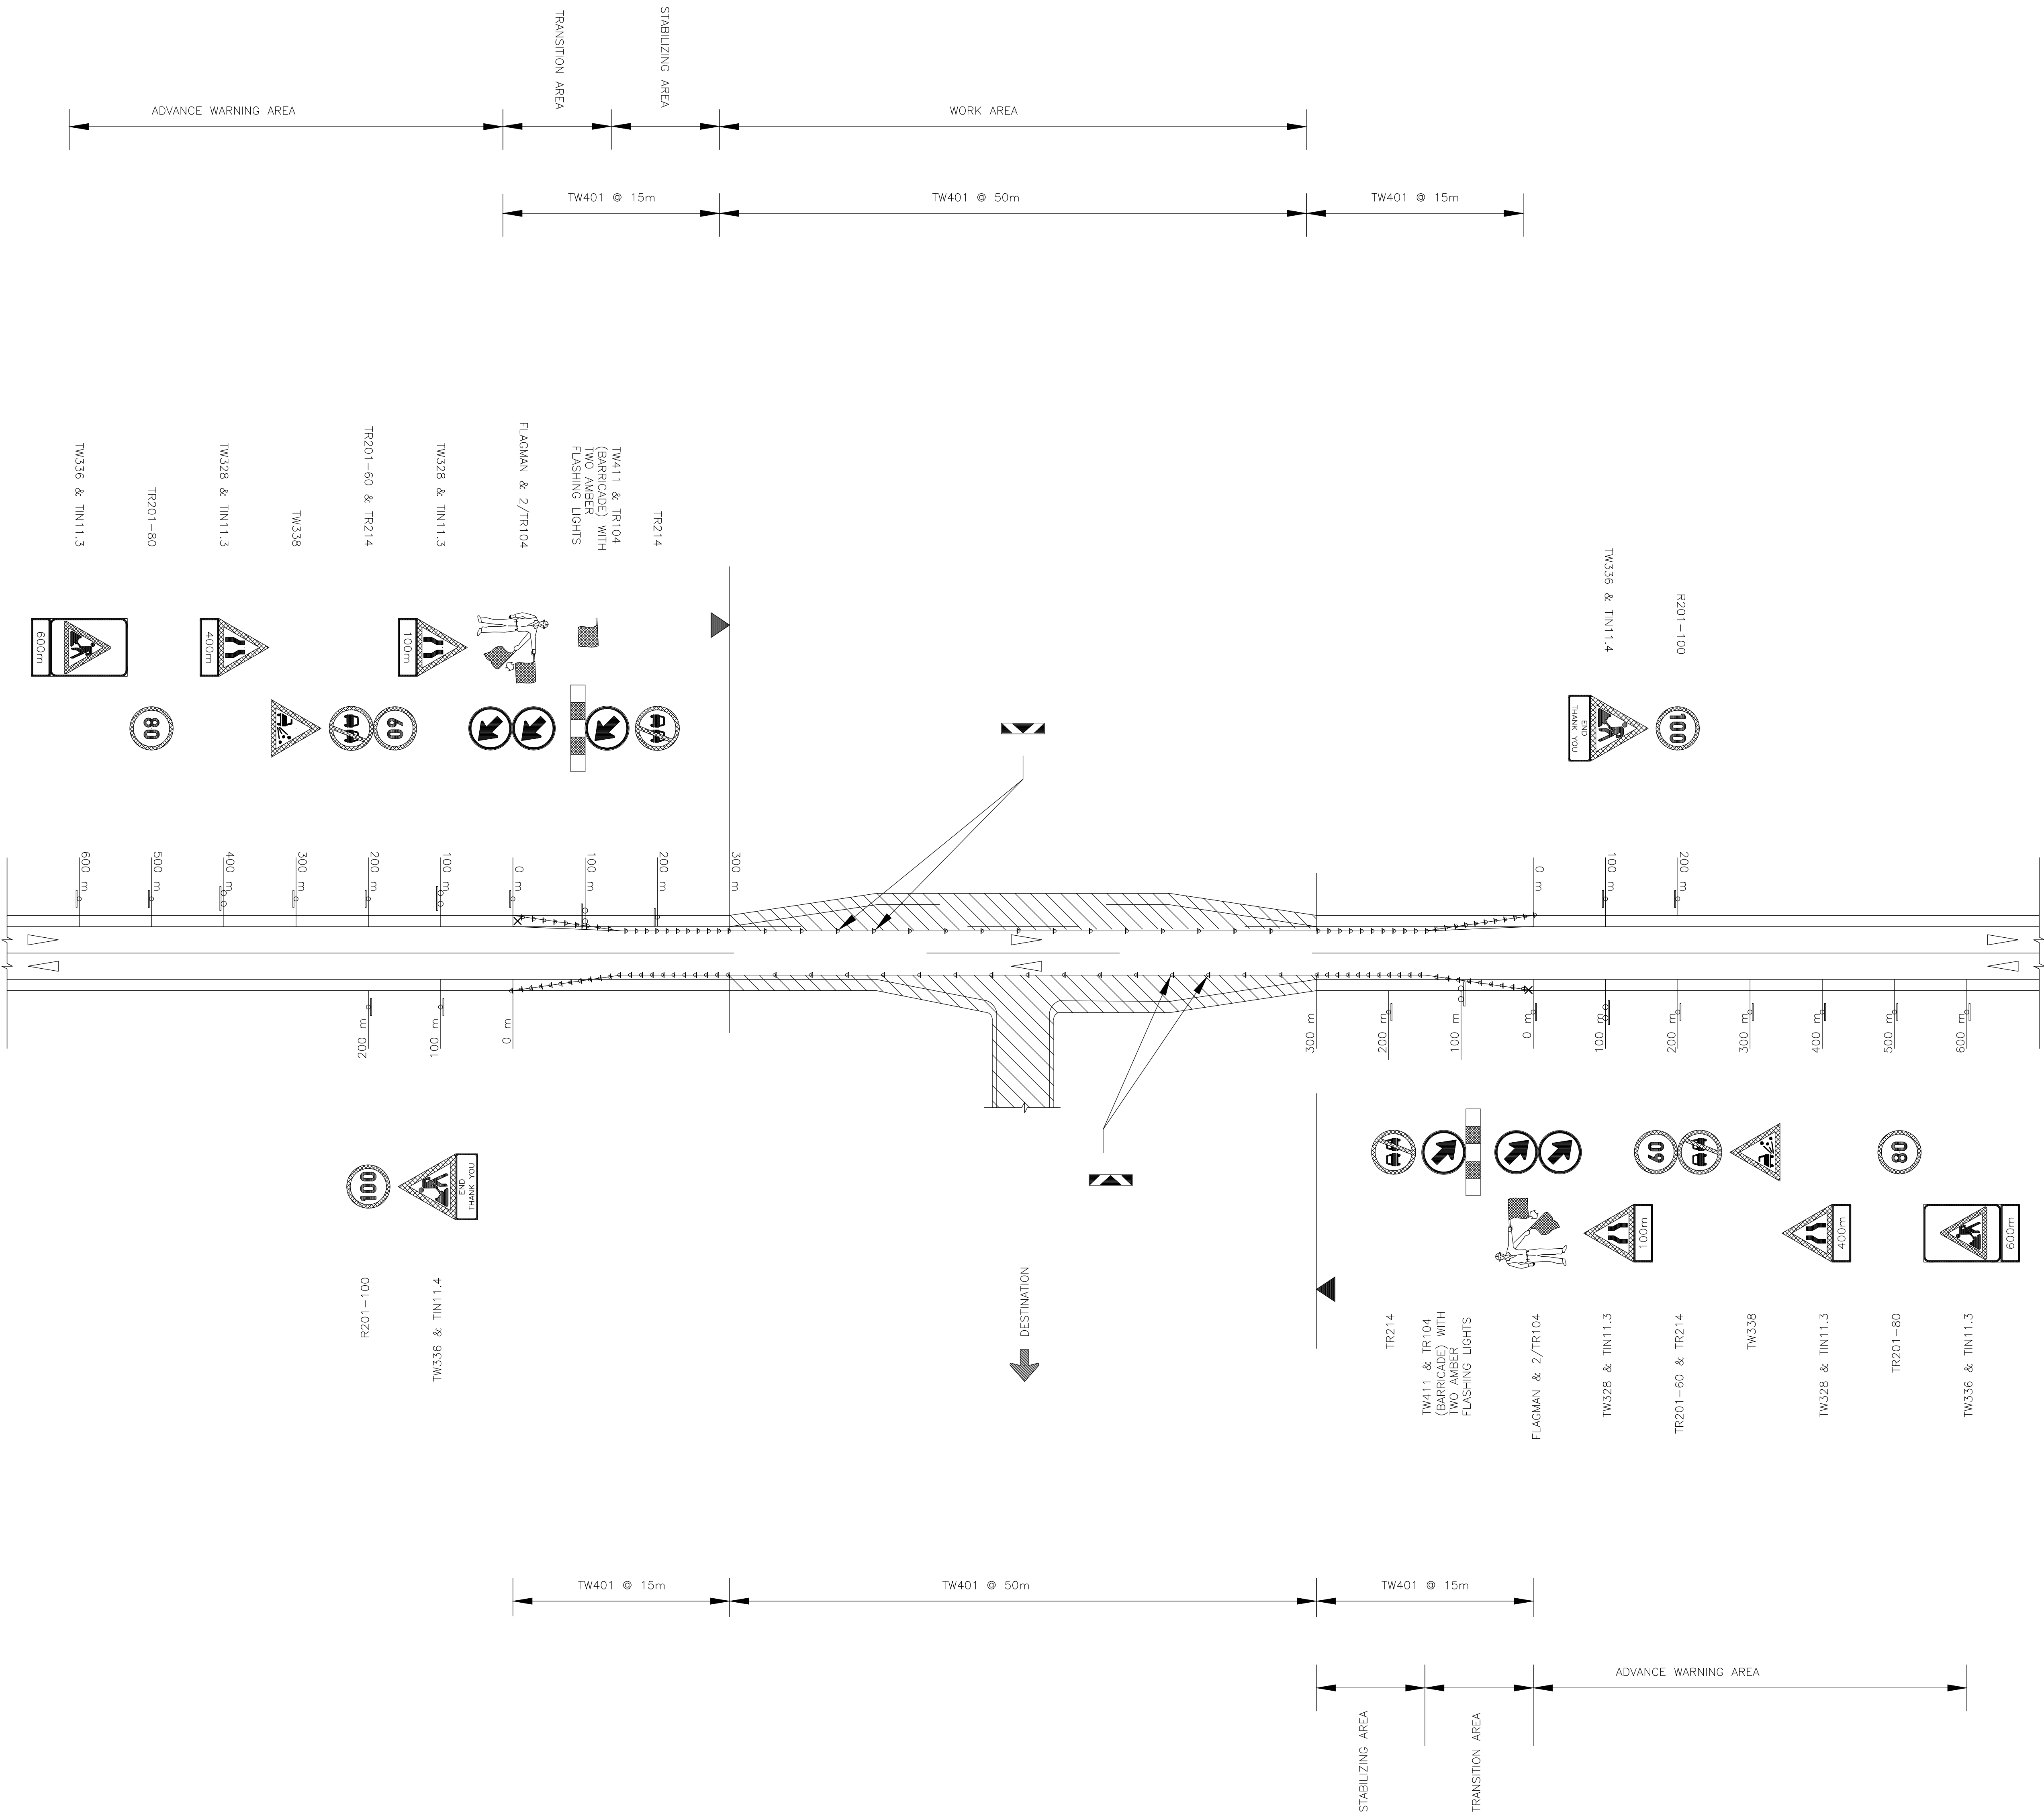 TRANSITION AREA
STABILIZING AREA
ADVANCE WARNING AREA
WORK AREA
TW401 @ 15m
TW401 @ 50m
TW401 @ 15m
TW336 & TIN11.3
TR201-80
TW328 & TIN11.3
TW338
TR201-60 & TR214
TW328 & TIN11.3
FLAGMAN & 2/TR104
TW411 & TR104
(BARRICADE) WITH
TWO AMBER
FLASHING LIGHTS
TR214
TW336 & TIN11.4
R201-100
600m
80
400m
60
100m
END
THANK YOU
100
600 m
500 m
400 m
300 m
200 m
100 m
0 m
100 m
200 m
300 m
0 m
100 m
200 m
200 m
100 m
0 m
300 m
200 m
100 m
0 m
100 m
200 m
300 m
400 m
500 m
600 m
100
END
THANK YOU
60
80
100m
400m
600m
R201-100
TW336 & TIN11.4
DESTINATION
TR214
TW411 & TR104
(BARRICADE) WITH
TWO AMBER
FLASHING LIGHTS
FLAGMAN & 2/TR104
TW328 & TIN11.3
TR201-60 & TR214
TW338
TW328 & TIN11.3
TR201-80
TW336 & TIN11.3
TW401 @ 15m
TW401 @ 50m
TW401 @ 15m
ADVANCE WARNING AREA
STABILIZING AREA
TRANSITION AREA